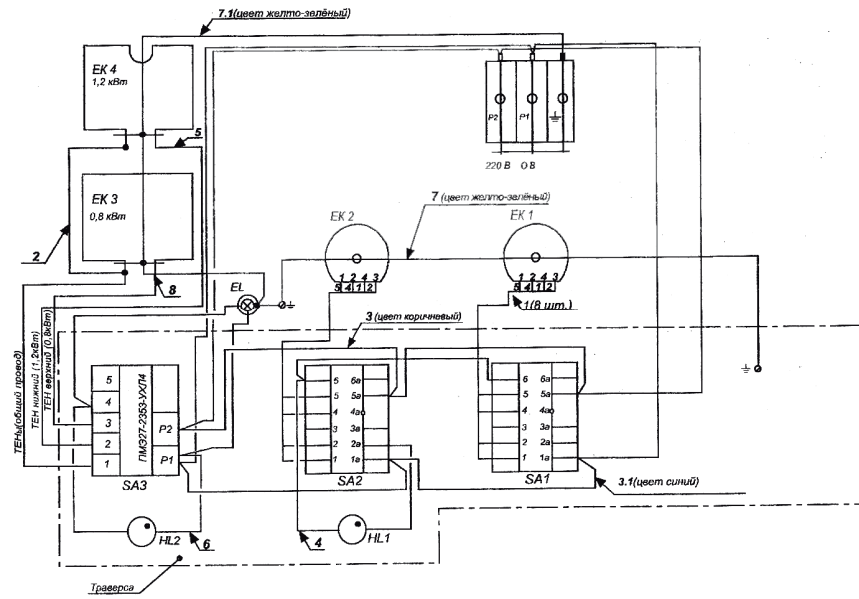 7.1(цвет желто-зелёный)
EK 4
1,2 кВт
5
P2
P1
220 В
О В
EK 3
0,8 кВт
7 (цвет желто-зелёный)
EK 2
EK 1
2
8
EL
1 2 4 3
5 4 1 2
1 2 4 3
5 4 1 2
1(8 шт.)
3 (цвет коричневый)
ТЕНы(общий провод)
ТЕН нижний (1,2кВт)
ТЕН верхний (0,8кВт)
5
4
3
2
1
ПМЭ27-2353-УХЛ4
P2
P1
SA3
6 6а
5 5а
4 4а
3 3а
2 2а
1 1а
SA2
6 6а
5 5а
4 4а
3 3а
2 2а
1 1а
SA1
3.1(цвет синий)
HL2
6
4
HL1
Траверса